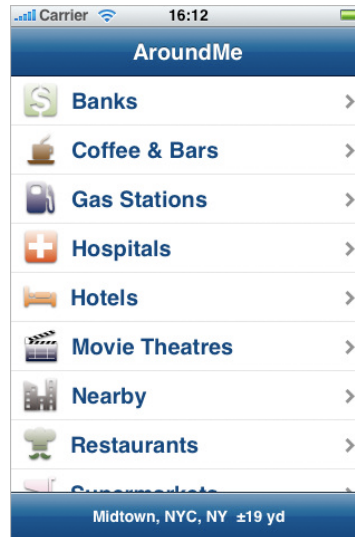 Carrier 16:12
AroundMe
Banks
Coffee & Bars
Gas Stations
Hospitals
Hotels
Movie Theatres
Nearby
Restaurants
Supermarkets
Midtown, NYC, NY ±19 yd